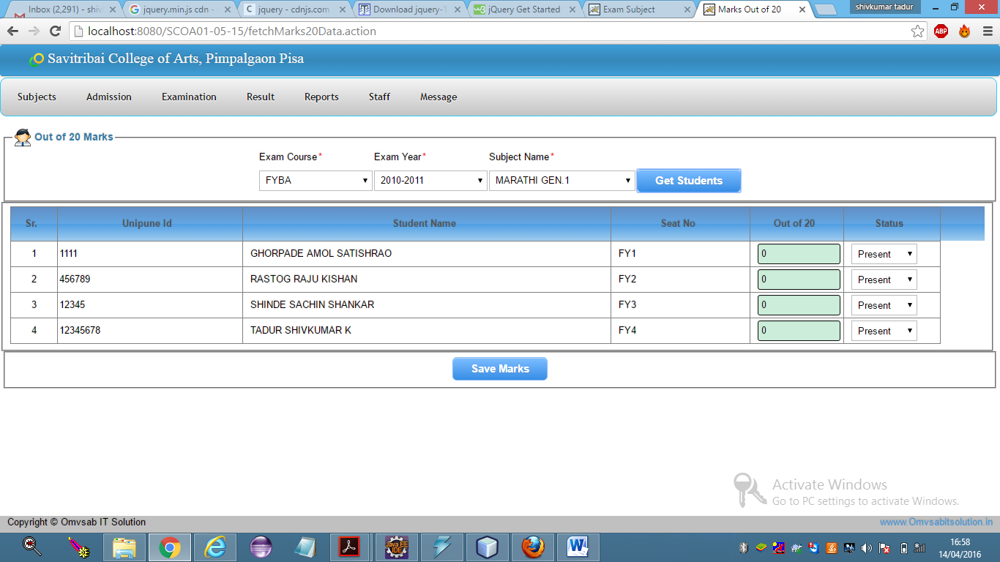 Inbox (2,291) - shiv
jquery.min.js cdn -
jquery - cdnjs.com
Download jquery-1
jQuery Get Started
Exam Subject
Marks Out of 20
shivkumar tadur
localhost:8080/SCOA01-05-15/fetchMarks20Data.action
ABP
Savitribai College of Arts, Pimpalgaon Pisa
Subjects Admission Examination Result Reports Staff Message
Out of 20 Marks
Exam Course* Exam Year* Subject Name*
FYBA 2010-2011 MARATHI GEN.1 Get Students
Sr. Unipune Id Student Name Seat No Out of 20 Status
1 1111 GHORPADE AMOL SATISHRAO FY1 0 Present
2 456789 RASTOG RAJU KISHAN FY2 0 Present
3 12345 SHINDE SACHIN SHANKAR FY3 0 Present
4 12345678 TADUR SHIVKUMAR K FY4 0 Present
Save Marks
Activate Windows
Go to PC settings to activate Windows.
Copyright © Omvsab IT Solution
wwww.Omvsabitsolution.in
Java EE
IDE
16:58
14/04/2016